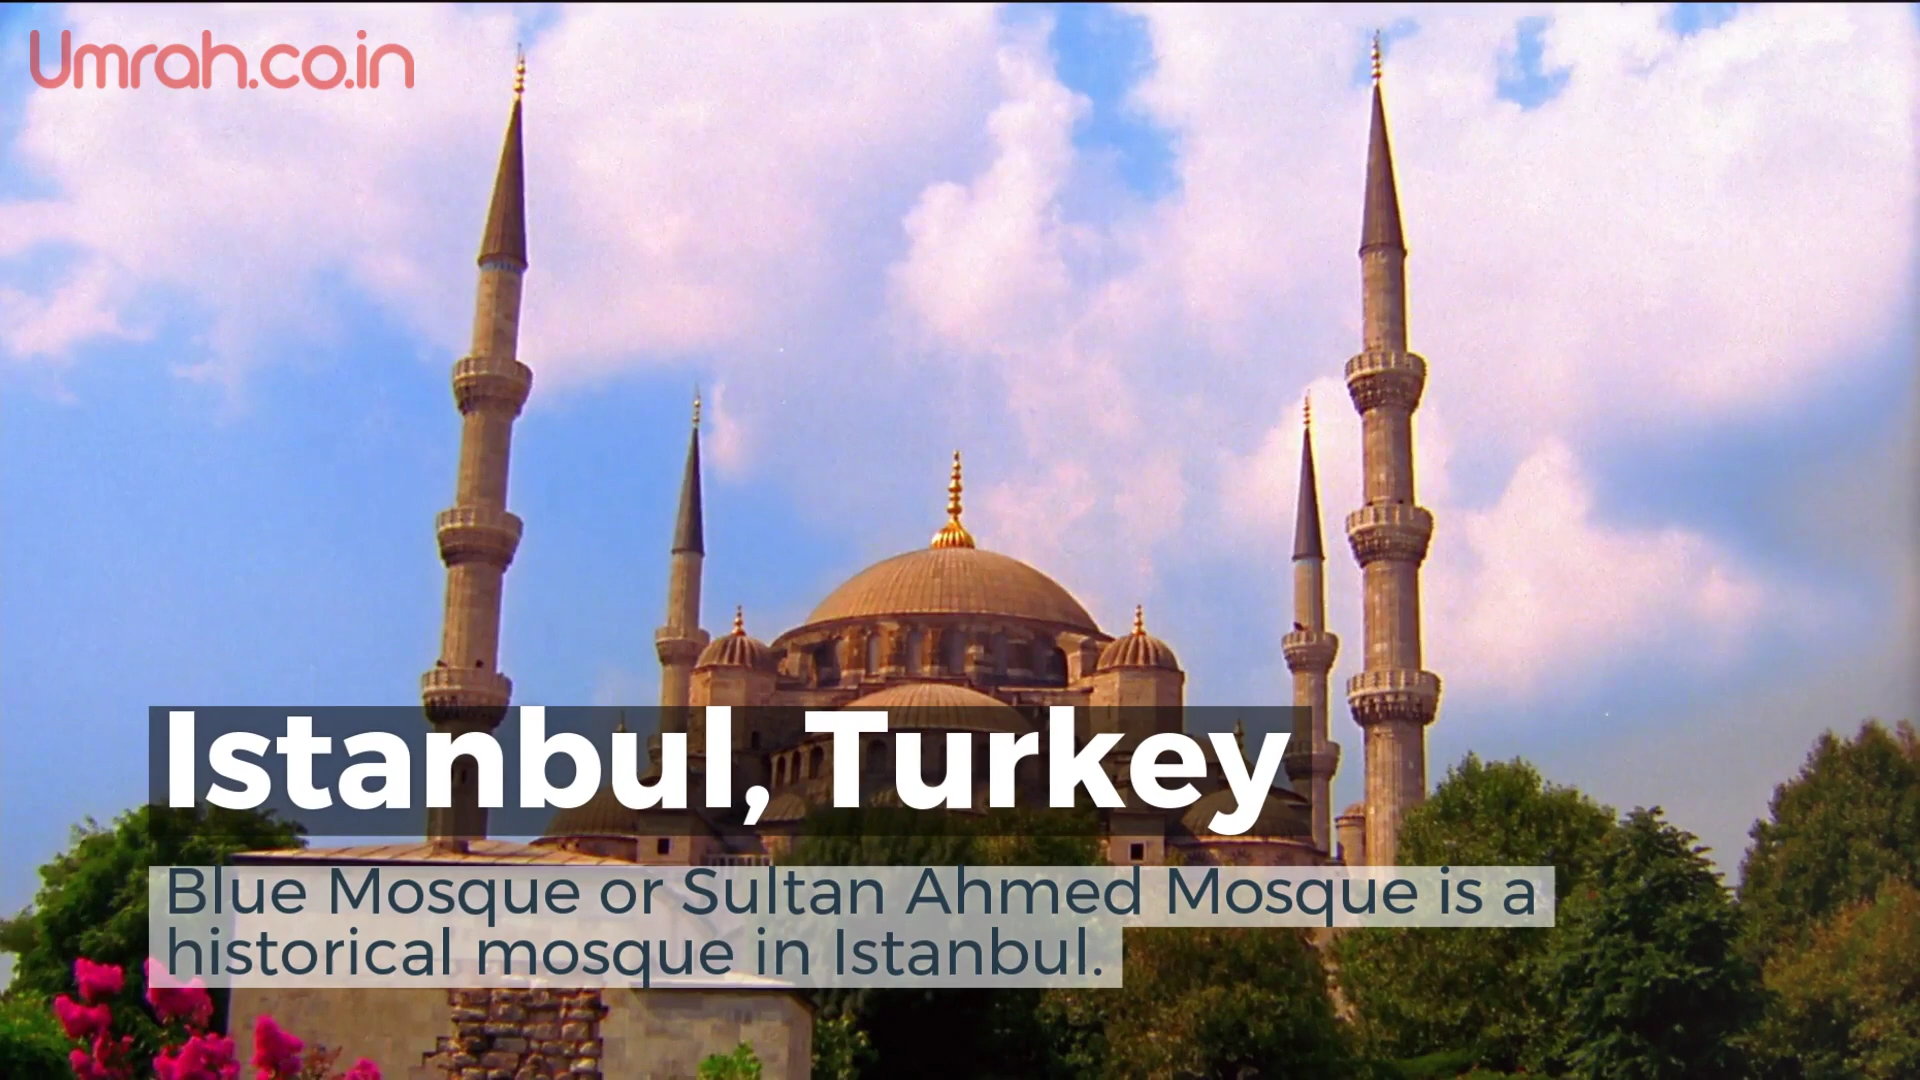 Umrah.co.in
Istanbul, Turkey
Blue Mosque or Sultan Ahmed Mosque is a
historical mosque in Istanbul.